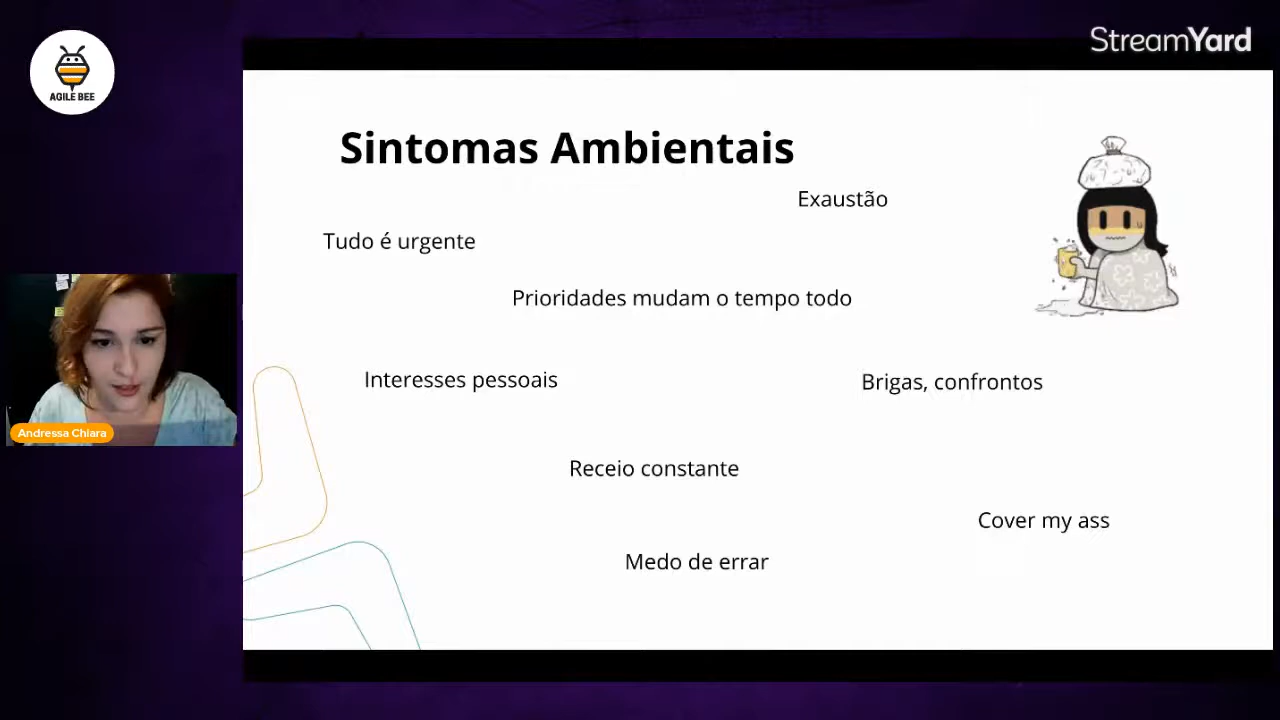 AGILE BEE
StreamYard
Sintomas Ambientais
Exaustão
Tudo é urgente
Prioridades mudam o tempo todo
Interesses pessoais
Brigas, confrontos
Andressa Chiara
Receio constante
Cover my ass
Medo de errar